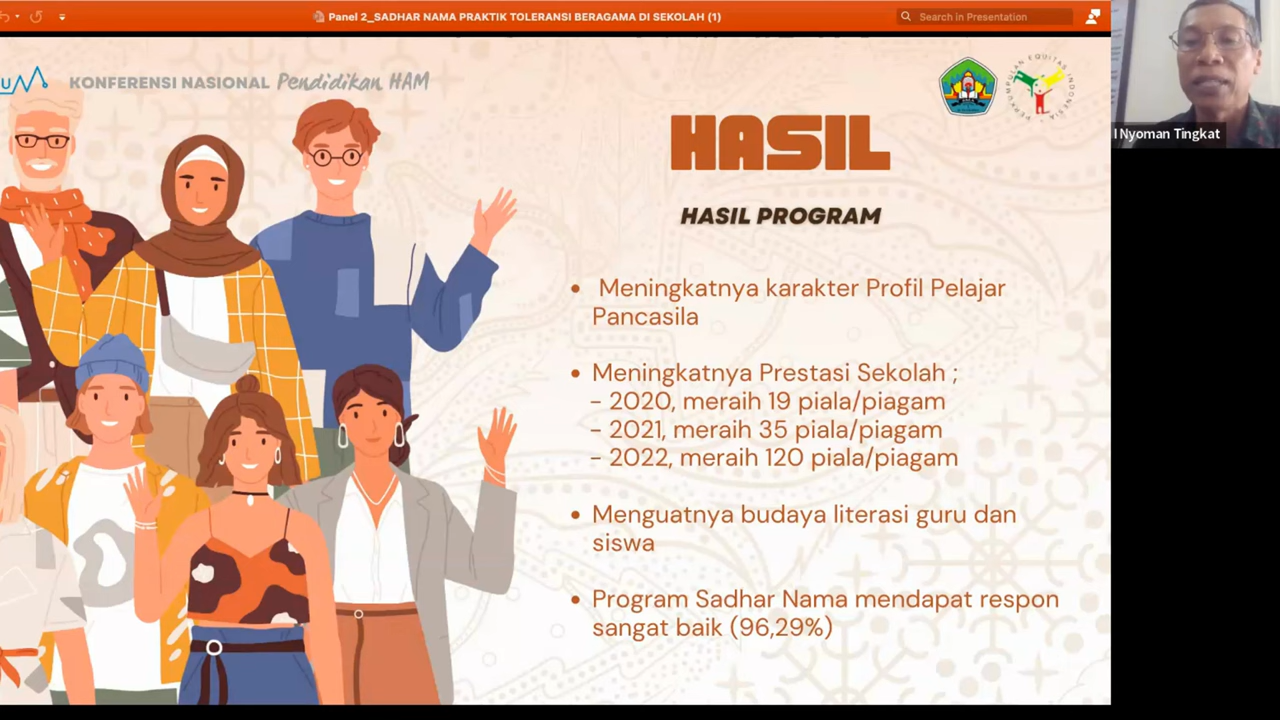 Panel 2_SADHAR NAMA PRAKTIK TOLERANSI BERAGAMA DI SEKOLAH (1)
Search in Presentation
KONFERENSI NASIONAL Pendidikan HAM
PERKUMPULAN EQUITAS INDONESIA
I Nyoman Tingkat
HASIL
HASIL PROGRAM
• Meningkatnya karakter Profil Pelajar
Pancasila
• Meningkatnya Prestasi Sekolah ;
- 2020, meraih 19 piala/piagam
- 2021, meraih 35 piala/piagam
- 2022, meraih 120 piala/piagam
• Menguatnya budaya literasi guru dan
siswa
• Program Sadhar Nama mendapat respon
sangat baik (96,29%)